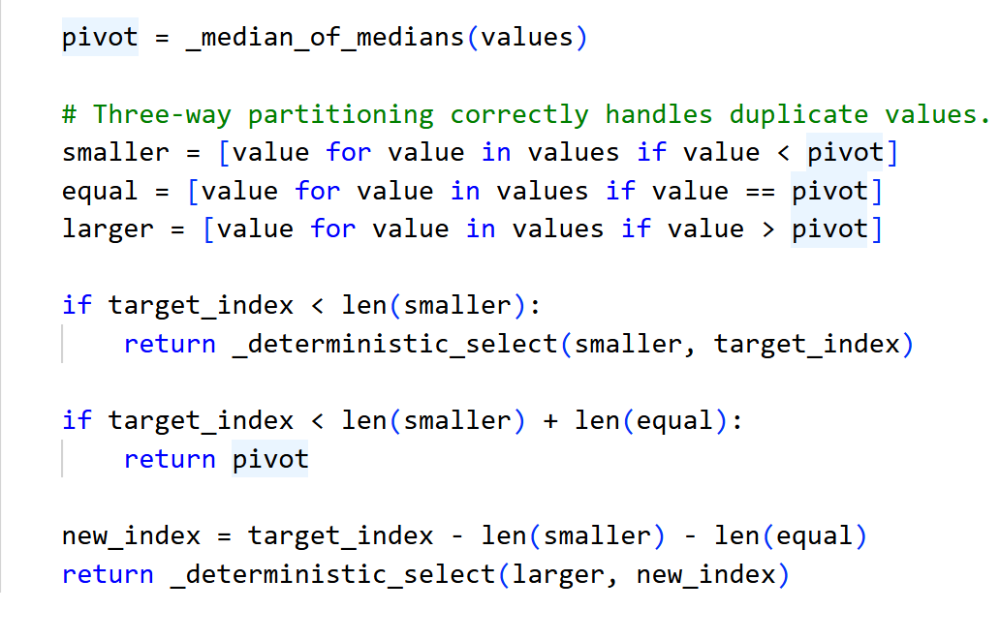 pivot = _median_of_medians(values)
# Three-way partitioning correctly handles duplicate values.
smaller = [value for value in values if value < pivot]
equal = [value for value in values if value == pivot]
larger = [value for value in values if value > pivot]
if target_index < len(smaller):
    return _deterministic_select(smaller, target_index)
if target_index < len(smaller) + len(equal):
    return pivot
new_index = target_index - len(smaller) - len(equal)
return _deterministic_select(larger, new_index)